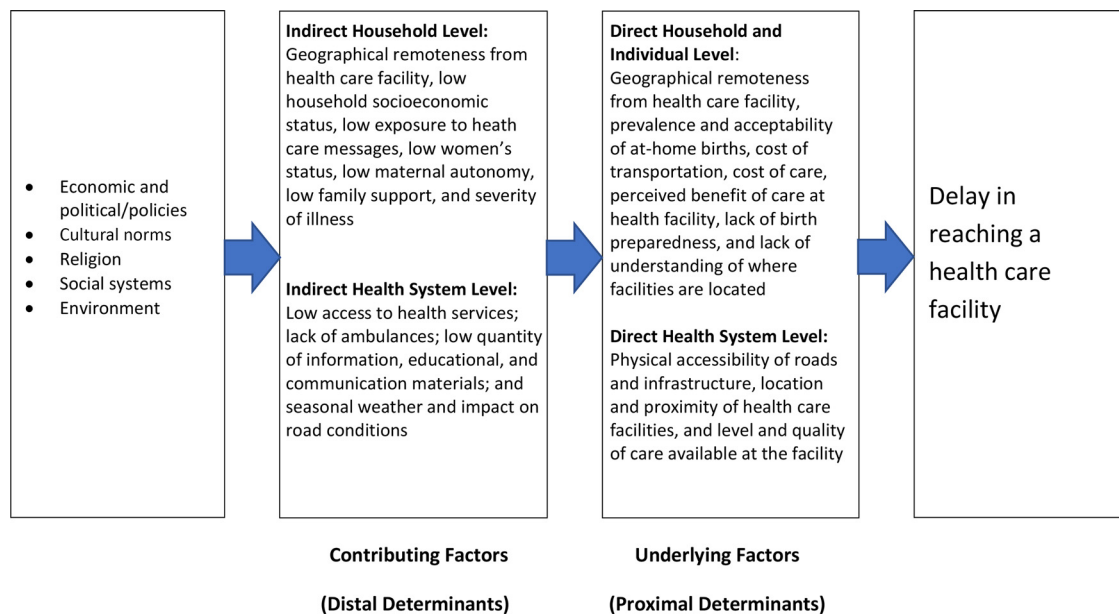 • Economic and
political/policies
• Cultural norms
• Religion
• Social systems
• Environment
Indirect Household Level:
Geographical remoteness from
health care facility, low
household socioeconomic
status, low exposure to heath
care messages, low women’s
status, low maternal autonomy,
low family support, and severity
of illness
Indirect Health System Level:
Low access to health services;
lack of ambulances; low quantity
of information, educational, and
communication materials; and
seasonal weather and impact on
road conditions
Direct Household and
Individual Level:
Geographical remoteness
from health care facility,
prevalence and acceptability
of at-home births, cost of
transportation, cost of care,
perceived benefit of care at
health facility, lack of birth
preparedness, and lack of
understanding of where
facilities are located
Direct Health System Level:
Physical accessibility of roads
and infrastructure, location
and proximity of health care
facilities, and level and quality
of care available at the facility
Delay in
reaching a
health care
facility
Contributing Factors
(Distal Determinants)
Underlying Factors
(Proximal Determinants)